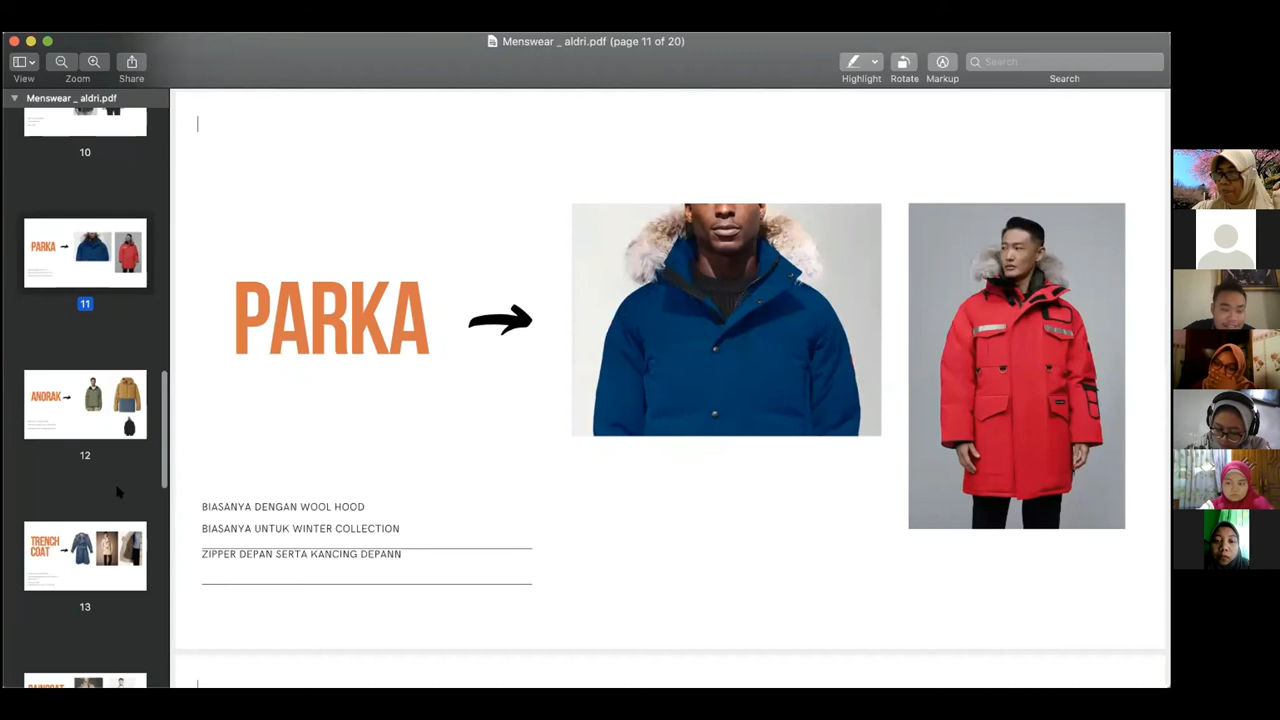 Menswear _ aldri.pdf (page 11 of 20)
View
Zoom
Share
Highlight
Rotate
Markup
Search
Search
Menswear _ aldri.pdf
10
PARKA
11
ANORAK
12
TRENCH
COAT
13
RAINCOAT
PARKA
BIASANYA DENGAN WOOL HOOD
BIASANYA UNTUK WINTER COLLECTION
ZIPPER DEPAN SERTA KANCING DEPANN